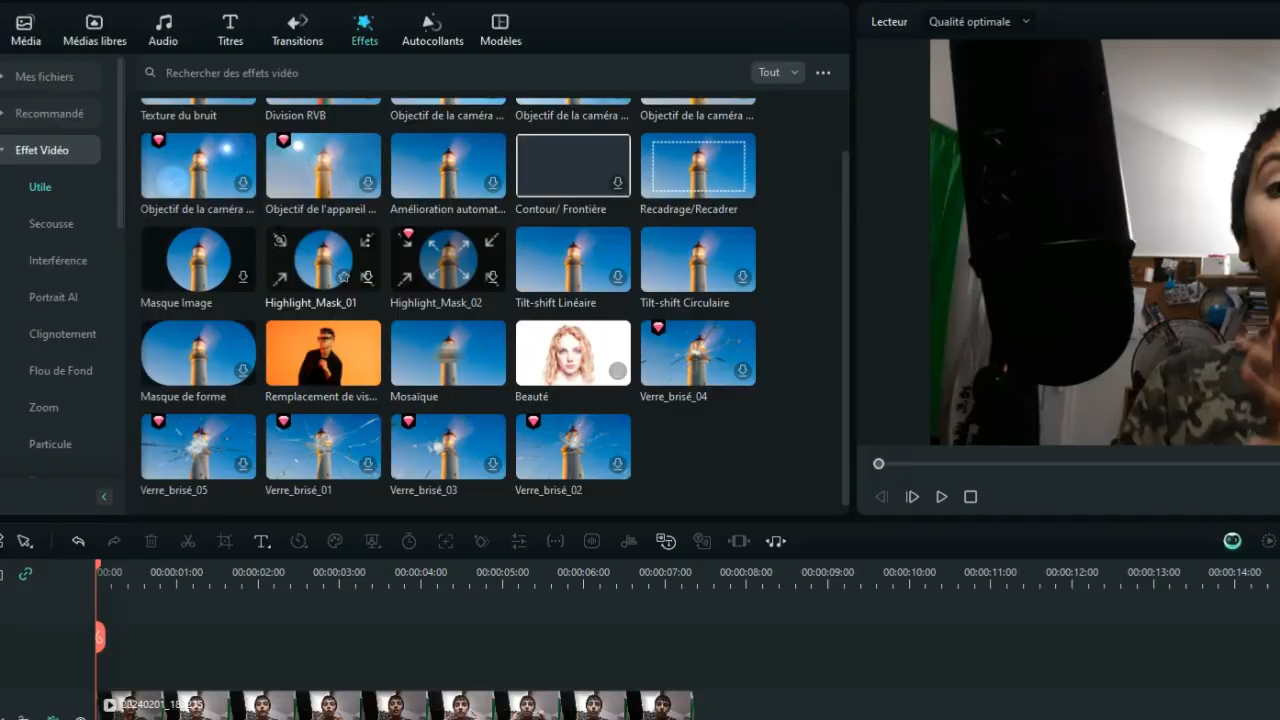 Média Médias libres Audio Titres Transitions Effets Autocollants Modèles
Lecteur Qualité optimale
Mes fichiers
Recommandé
Effet Vidéo
Utile
Secousse
Interférence
Portrait AI
Clignotement
Flou de Fond
Zoom
Particule
Rechercher des effets vidéo Tout
Texture du bruit Division RVB Objectif de la caméra ... Objectif de la caméra ... Objectif de la caméra ...
Objectif de la caméra ... Objectif de l'appareil ... Amélioration automat... Contour/ Frontière Recadrage/Recadrer
Masque Image Highlight_Mask_01 Highlight_Mask_02 Tilt-shift Linéaire Tilt-shift Circulaire
Masque de forme Remplacement de vis... Mosaïque Beauté Verre_brisé_04
Verre_brisé_05 Verre_brisé_01 Verre_brisé_03 Verre_brisé_02
00:00 00:00:01:00 00:00:02:00 00:00:03:00 00:00:04:00 00:00:05:00 00:00:06:00 00:00:07:00 00:00:08:00 00:00:09:00 00:00:10:00 00:00:11:00 00:00:12:00 00:00:13:00 00:00:14:00